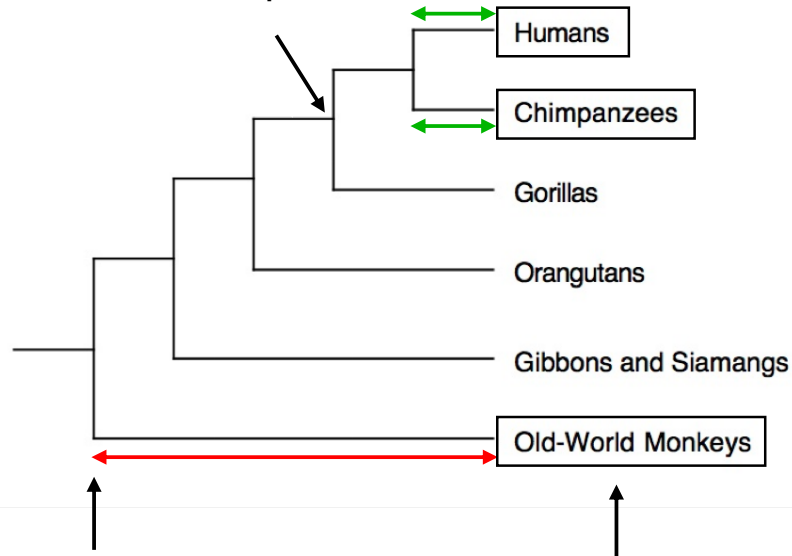 Humans
Chimpanzees
Gorillas
Orangutans
Gibbons and Siamangs
Old-World Monkeys